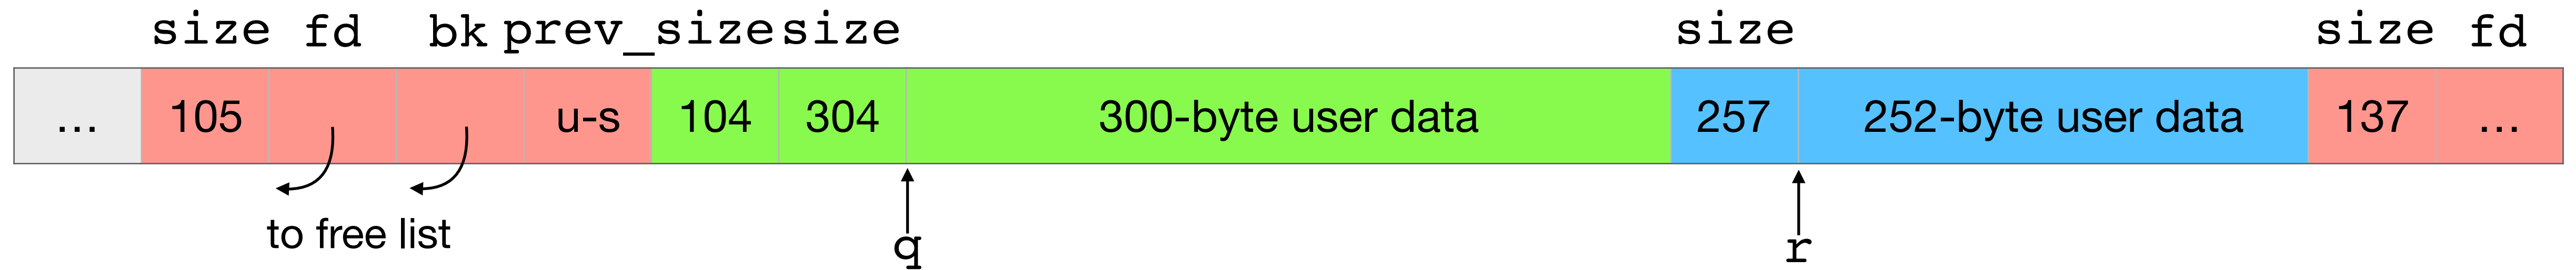 size fd bk prev_size size size size fd
... 105 u-s 104 304 300-byte user data 257 252-byte user data 137 ...
to free list
q r